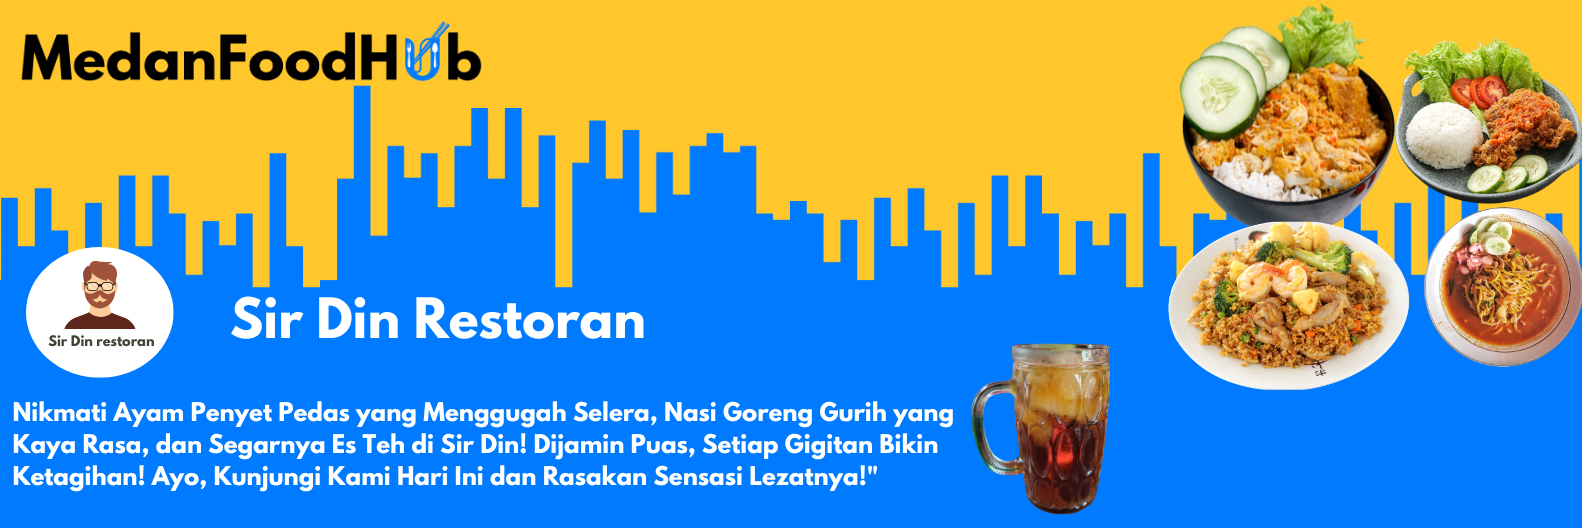 MedanFoodHub
Sir Din restoran
Sir Din Restoran
Nikmati Ayam Penyet Pedas yang Menggugah Selera, Nasi Goreng Gurih yang
Kaya Rasa, dan Segarnya Es Teh di Sir Din! Dijamin Puas, Setiap Gigitan Bikin
Ketagihan! Ayo, Kunjungi Kami Hari Ini dan Rasakan Sensasi Lezatnya!"